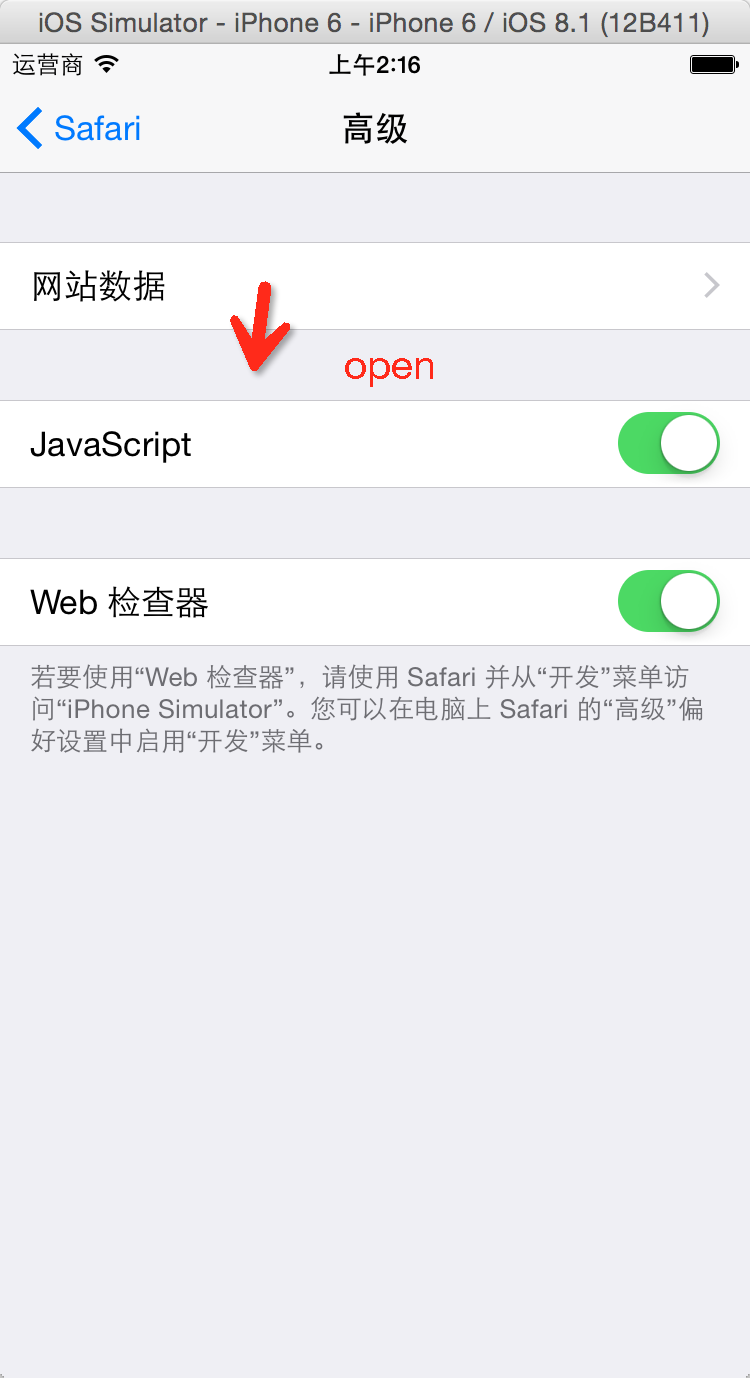 iOS Simulator - iPhone 6 - iPhone 6 / iOS 8.1 (12B411)
运营商 上午2:16
Safari 高级
网站数据
open
JavaScript
Web 检查器
若要使用“Web 检查器”，请使用 Safari 并从“开发”菜单访
问“iPhone Simulator”。您可以在电脑上 Safari 的“高级”偏
好设置中启用“开发”菜单。